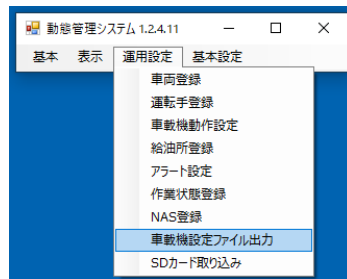 動態管理システム 1.2.4.11
基本 表示 運用設定 基本設定
車両登録
運転手登録
車載機動作設定
給油所登録
アラート設定
作業状態登録
NAS登録
車載機設定ファイル出力
SDカード取り込み